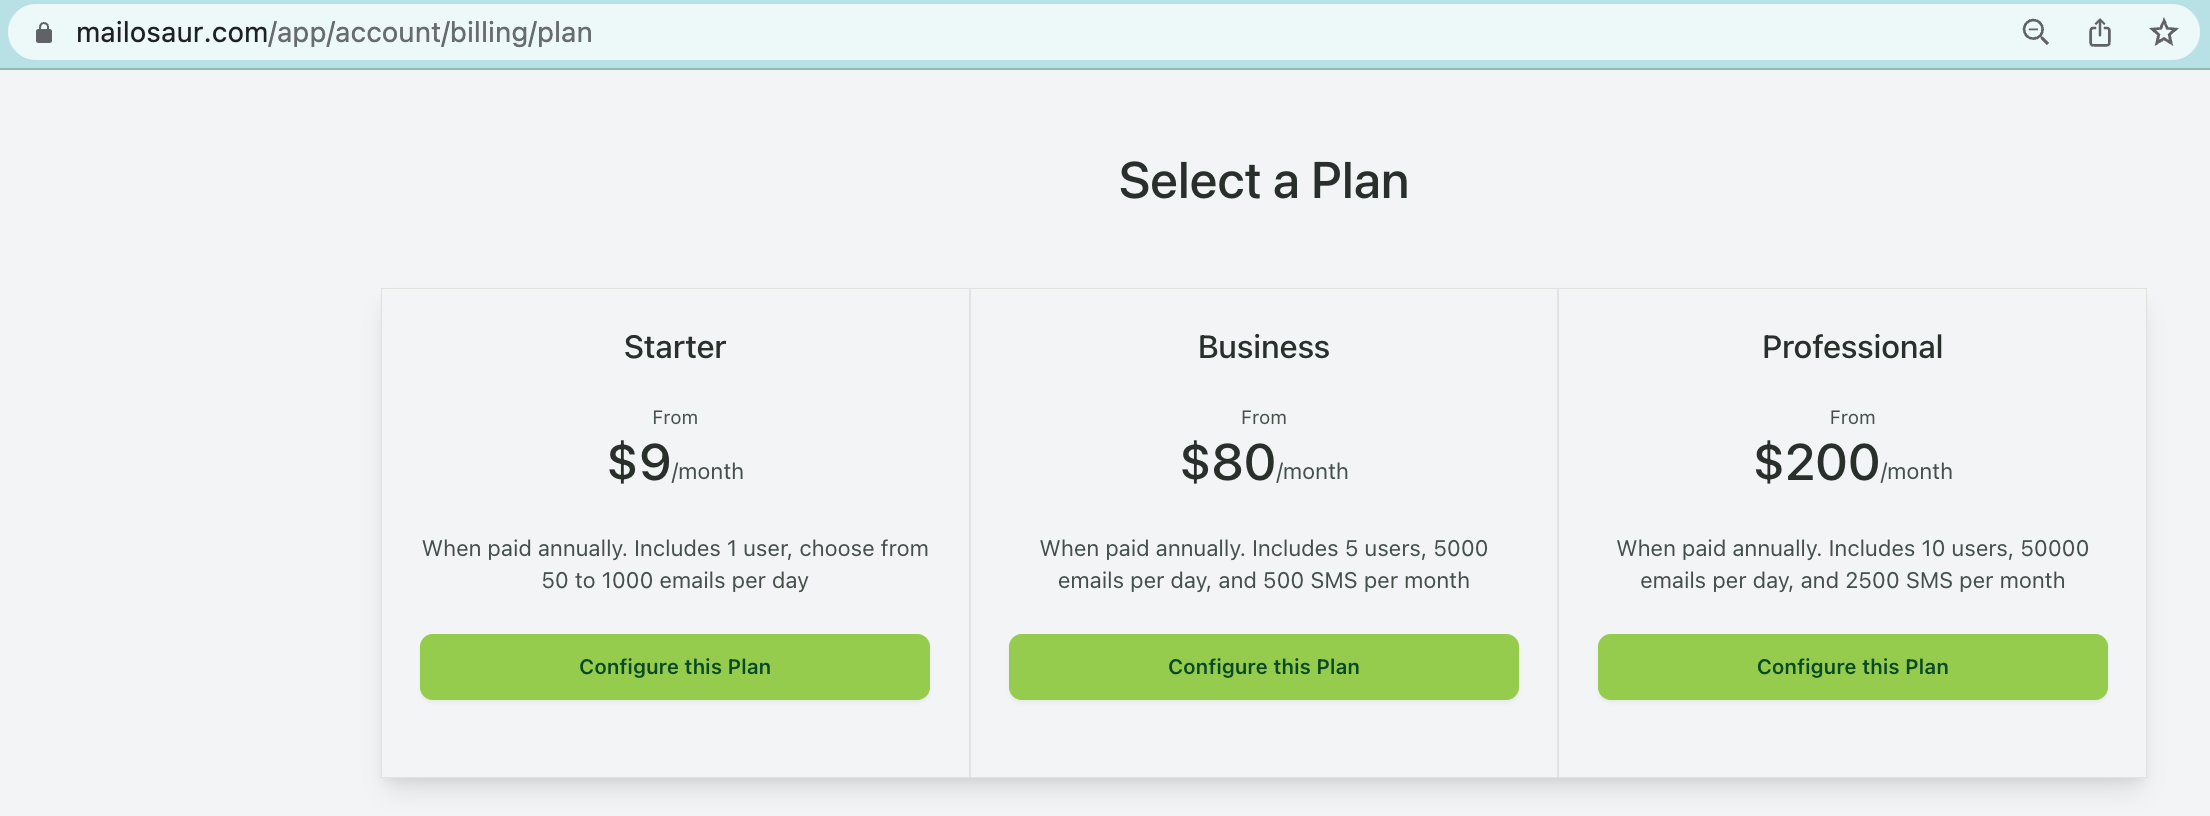 mailosaur.com/app/account/billing/plan
Select a Plan
Starter
From
$9/month
When paid annually. Includes 1 user, choose from
50 to 1000 emails per day
Configure this Plan
Business
From
$80/month
When paid annually. Includes 5 users, 5000
emails per day, and 500 SMS per month
Configure this Plan
Professional
From
$200/month
When paid annually. Includes 10 users, 50000
emails per day, and 2500 SMS per month
Configure this Plan